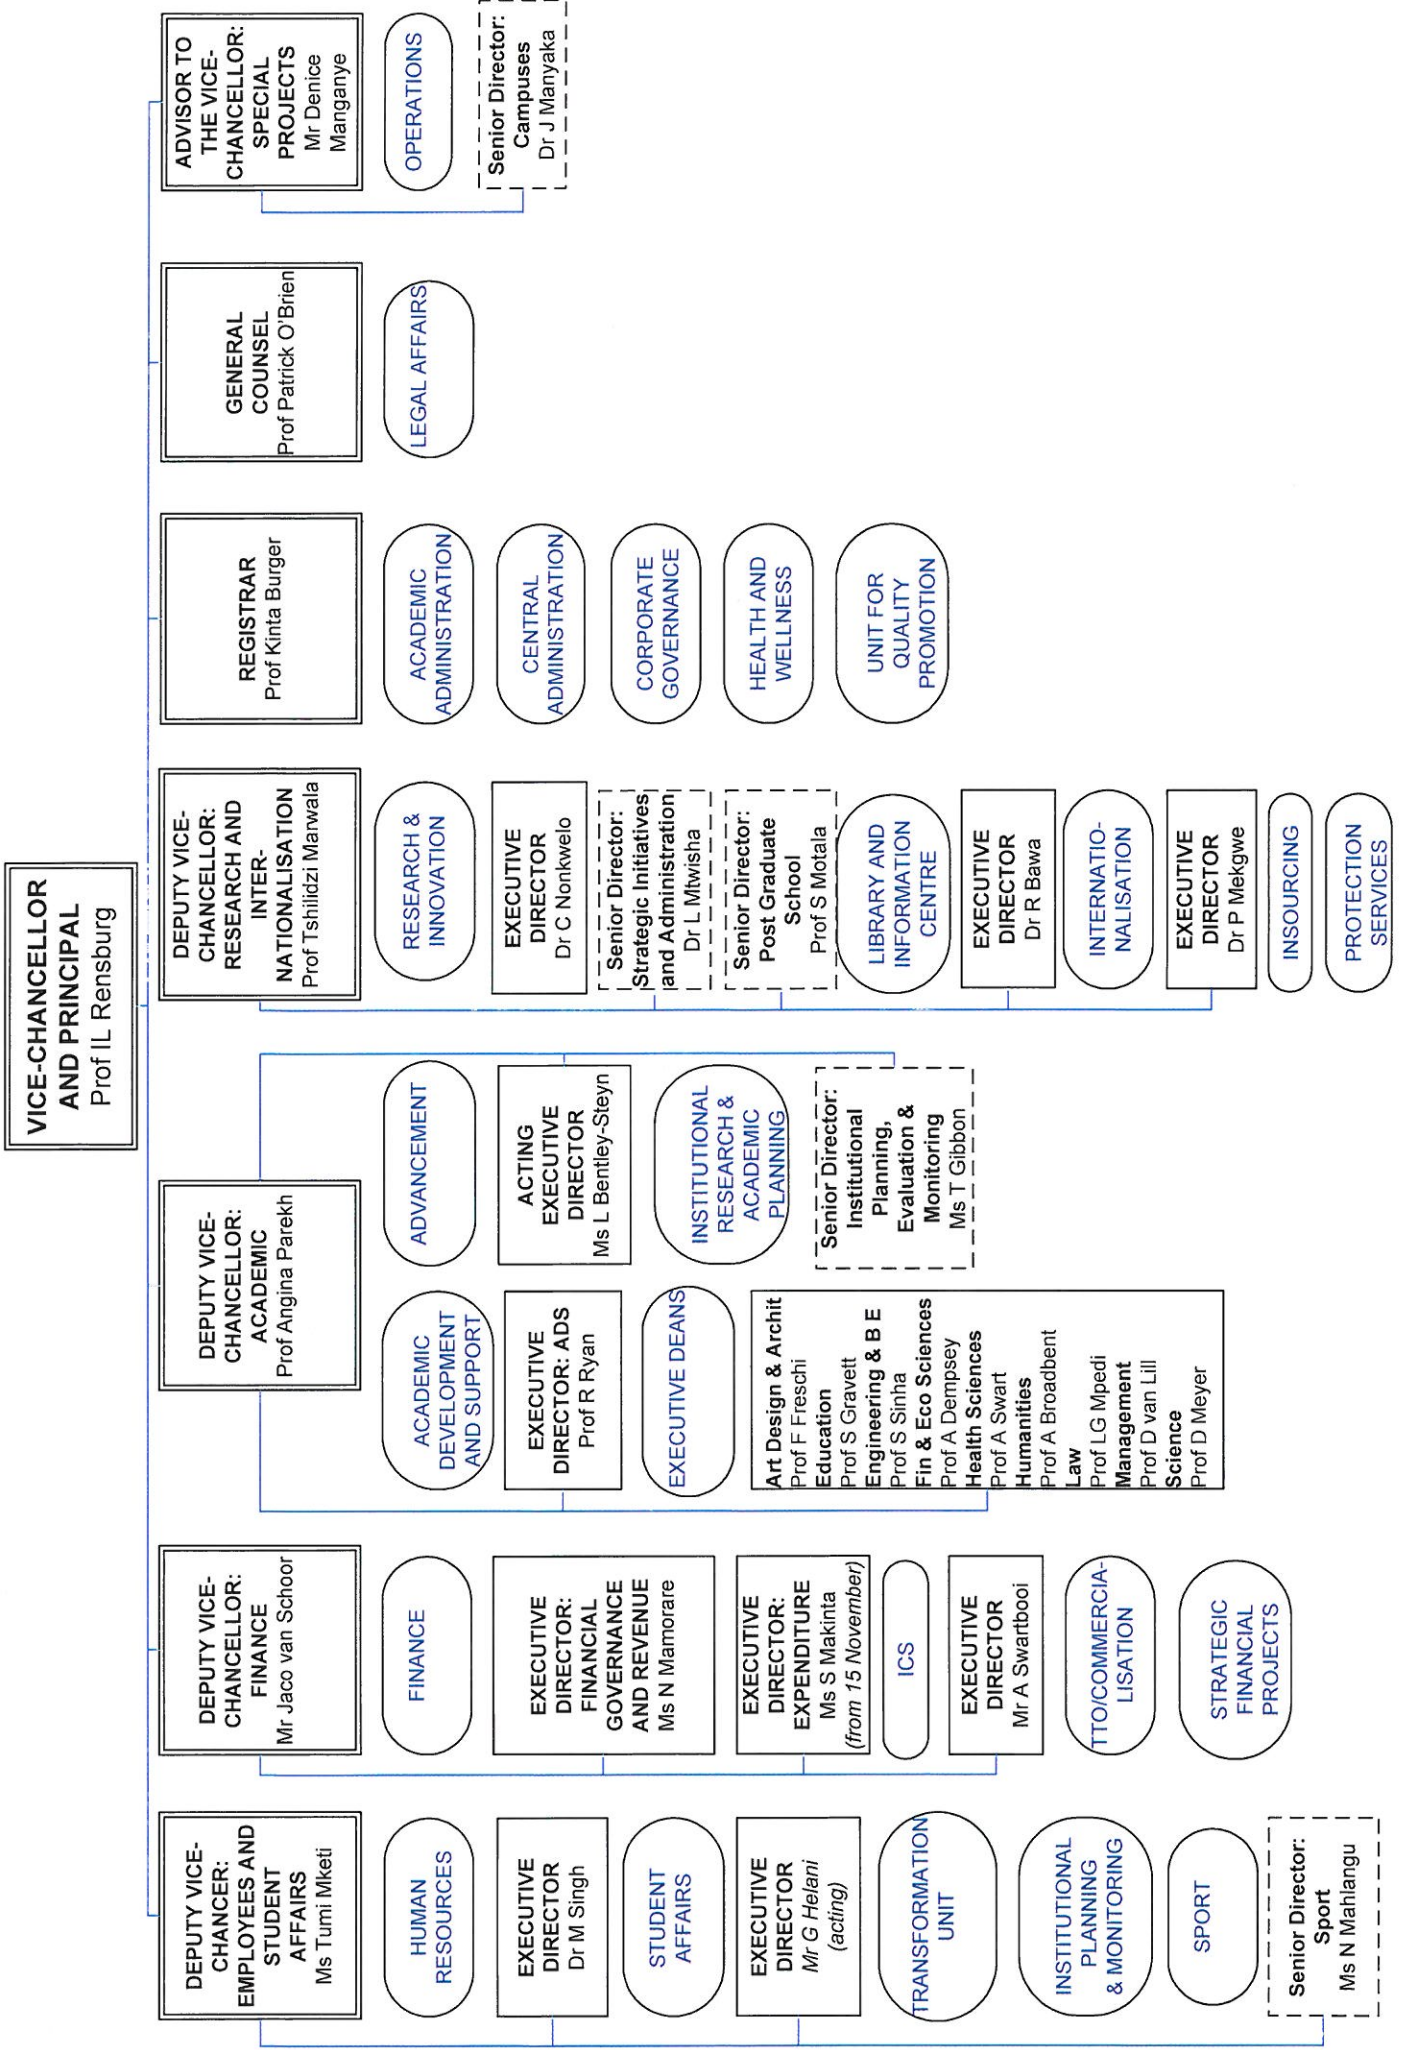 VICE-CHANCELLOR
AND PRINCIPAL
Prof IL Rensburg
DEPUTY VICE-
CHANCER:
EMPLOYEES AND
STUDENT
AFFAIRS
Ms Tumi Mketi
HUMAN
RESOURCES
EXECUTIVE
DIRECTOR
Dr M Singh
STUDENT
AFFAIRS
EXECUTIVE
DIRECTOR
Mr G Helani
(acting)
TRANSFORMATION
UNIT
INSTITUTIONAL
PLANNING
& MONITORING
SPORT
Senior Director:
Sport
Ms N Mahlangu
DEPUTY VICE-
CHANCELLOR:
FINANCE
Mr Jaco van Schoor
FINANCE
EXECUTIVE
DIRECTOR:
FINANCIAL
GOVERNANCE
AND REVENUE
Ms N Mamorare
EXECUTIVE
DIRECTOR:
EXPENDITURE
Ms S Makinta
(from 15 November)
ICS
EXECUTIVE
DIRECTOR
Mr A Swartbooi
TTO/COMMERCIA-
LISATION
STRATEGIC
FINANCIAL
PROJECTS
DEPUTY VICE-
CHANCELLOR:
ACADEMIC
Prof Angina Parekh
ACADEMIC
DEVELOPMENT
AND SUPPORT
EXECUTIVE
DIRECTOR: ADS
Prof R Ryan
EXECUTIVE DEANS
Art Design & Archit
Prof F Freschi
Education
Prof S Gravett
Engineering & B E
Prof S Sinha
Fin & Eco Sciences
Prof A Dempsey
Health Sciences
Prof A Swart
Humanities
Prof A Broadbent
Law
Prof LG Mpedi
Management
Prof D van Lill
Science
Prof D Meyer
ADVANCEMENT
ACTING
EXECUTIVE
DIRECTOR
Ms L Bentley-Steyn
INSTITUTIONAL
RESEARCH &
ACADEMIC
PLANNING
Senior Director:
Institutional
Planning,
Evaluation &
Monitoring
Ms T Gibbon
DEPUTY VICE-
CHANCELLOR:
RESEARCH AND
INTER-
NATIONALISATION
Prof Tshilidzi Marwala
RESEARCH &
INNOVATION
EXECUTIVE
DIRECTOR
Dr C Nonkwelo
Senior Director:
Strategic Initiatives
and Administration
Dr L Mtwisha
Senior Director:
Post Graduate
School
Prof S Motala
LIBRARY AND
INFORMATION
CENTRE
EXECUTIVE
DIRECTOR
Dr R Bawa
INTERNATIO-
NALISATION
EXECUTIVE
DIRECTOR
Dr P Mekgwe
INSOURCING
PROTECTION
SERVICES
REGISTRAR
Prof Kinta Burger
ACADEMIC
ADMINISTRATION
CENTRAL
ADMINISTRATION
CORPORATE
GOVERNANCE
HEALTH AND
WELLNESS
UNIT FOR
QUALITY
PROMOTION
GENERAL
COUNSEL
Prof Patrick O'Brien
LEGAL AFFAIRS
ADVISOR TO
THE VICE-
CHANCELLOR:
SPECIAL
PROJECTS
Mr Denice
Manganye
OPERATIONS
Senior Director:
Campuses
Dr J Manyaka